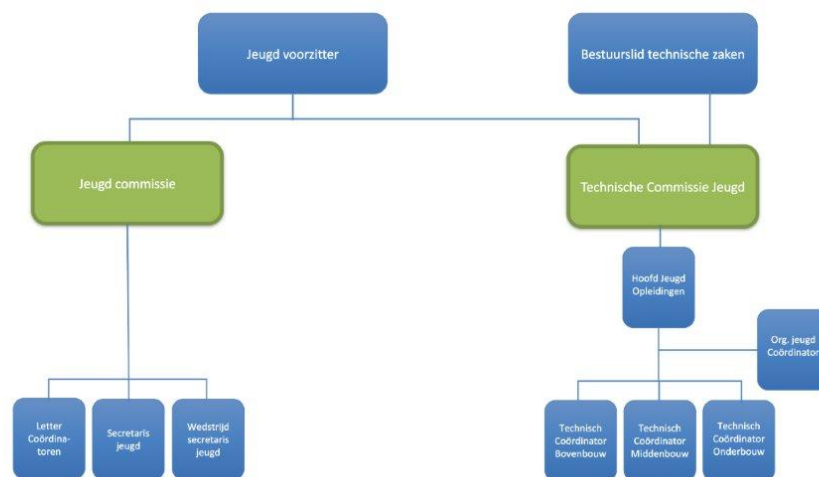 Jeugd voorzitter
Bestuurslid technische zaken
Jeugd commissie
Technische Commissie Jeugd
Hoofd Jeugd
Opleidingen
Org. jeugd
Coördinator
Letter
Coördina-
toren
Secretaris
jeugd
Wedstrijd
secretaris
jeugd
Technisch
Coördinator
Bovenbouw
Technisch
Coördinator
Middenbouw
Technisch
Coördinator
Onderbouw